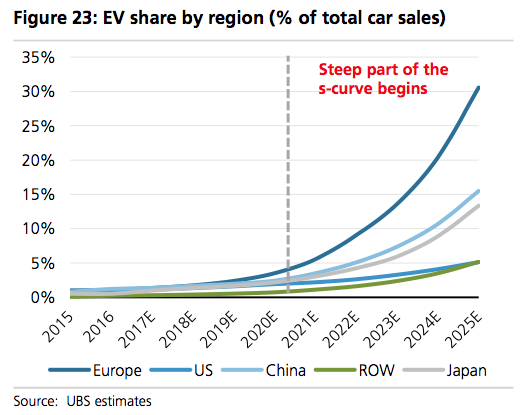 Figure 23: EV share by region (% of total car sales)
35%
Steep part of the
s-curve begins
30%
25%
20%
15%
10%
5%
0%
2015
2016
2017E
2018E
2019E
2020E
2021E
2022E
2023E
2024E
2025E
Europe US China ROW Japan
Source: UBS estimates